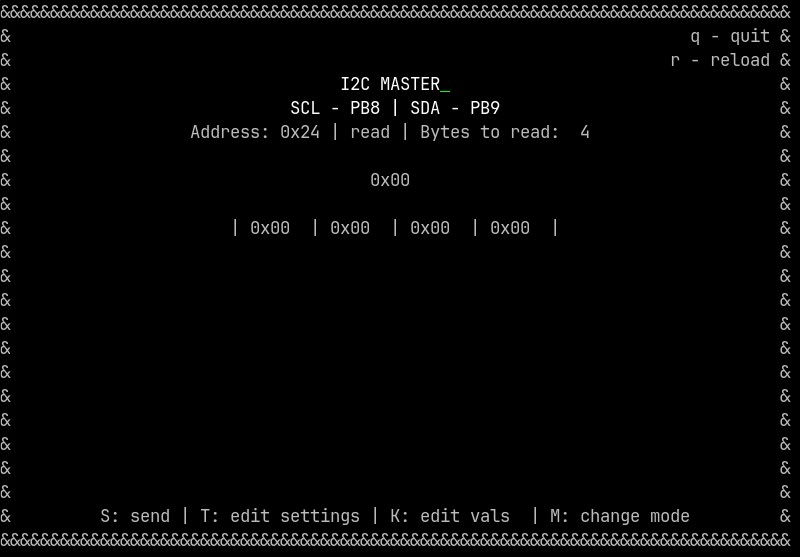 &&&&&&&&&&&&&&&&&&&&&&&&&&&&&&&&&&&&&&&&&&&&&&&&&&&&&&&&&&&&&&&&&&&&&&&&&&&&&&&
& q - quit &
& r - reload &
& I2C MASTER_ &
& SCL - PB8 | SDA - PB9 &
& Address: 0x24 | read | Bytes to read:  4 &
& &
& 0x00 &
& &
& | 0x00  | 0x00  | 0x00  | 0x00  | &
& &
& &
& &
& &
& &
& &
& &
& &
& &
& &
& &
& S: send | T: edit settings | K: edit vals  | M: change mode &
&&&&&&&&&&&&&&&&&&&&&&&&&&&&&&&&&&&&&&&&&&&&&&&&&&&&&&&&&&&&&&&&&&&&&&&&&&&&&&&